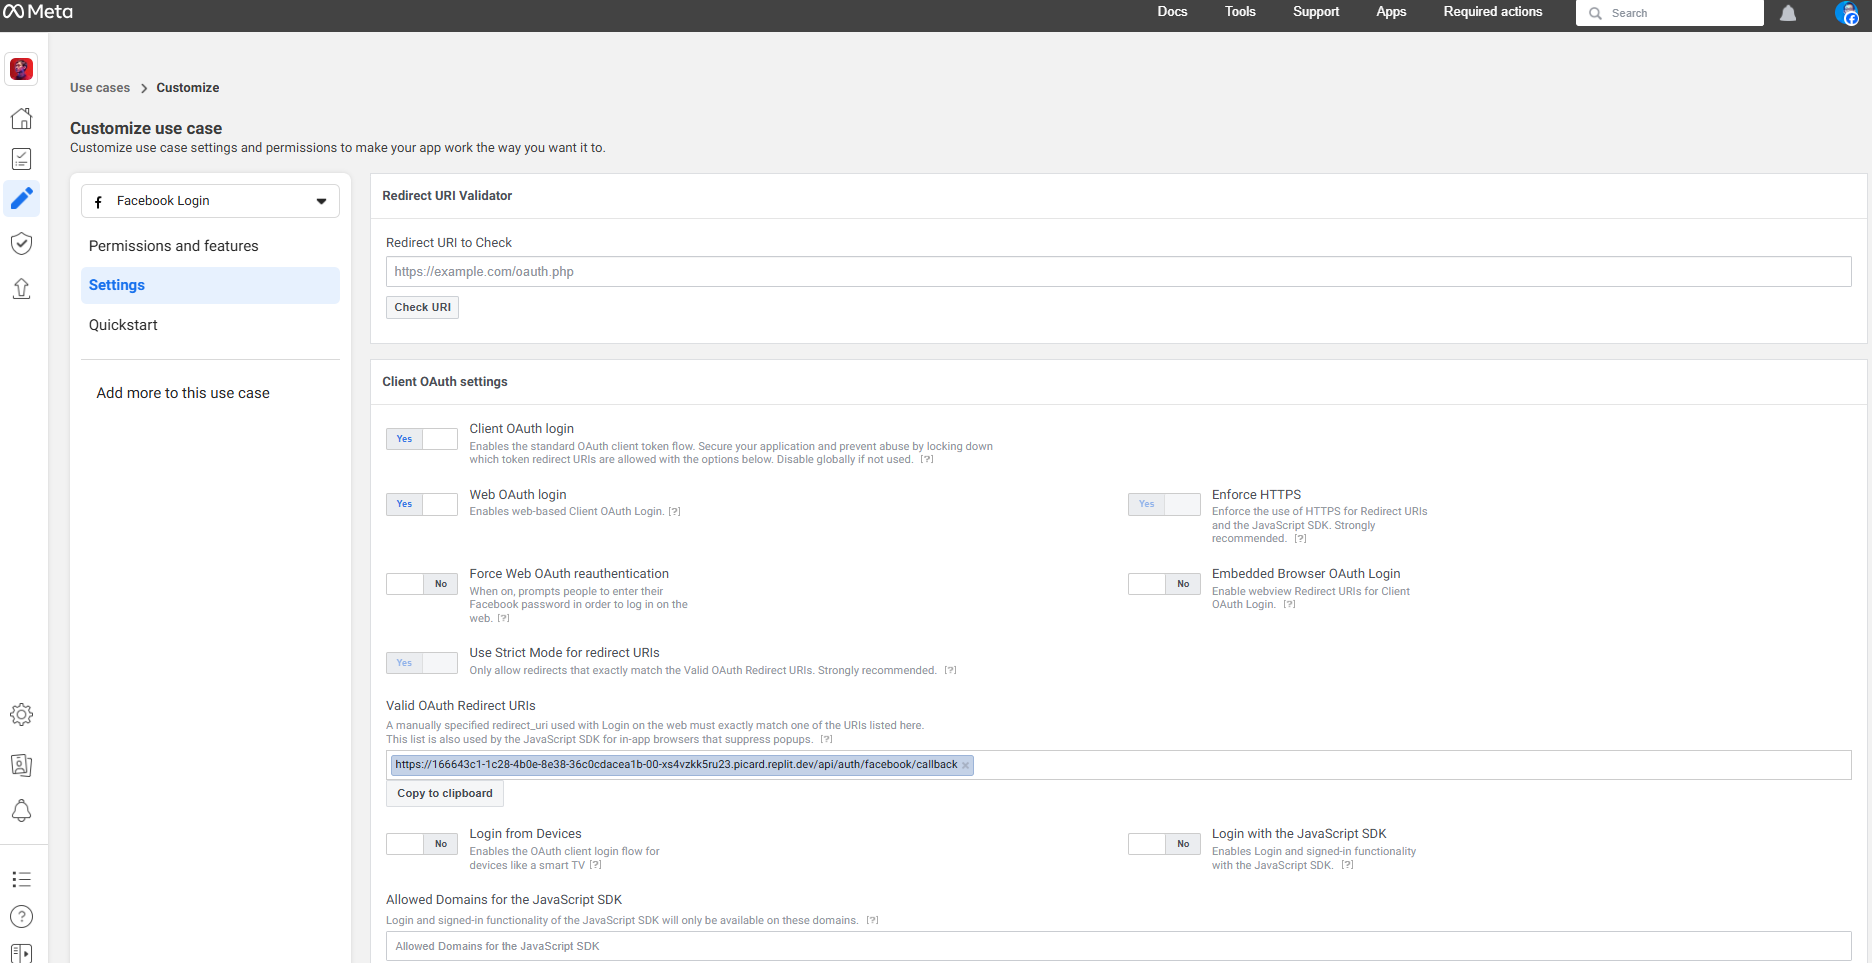 Meta
Docs
Tools
Support
Apps
Required actions
Search
Use cases
Customize
Customize use case
Customize use case settings and permissions to make your app work the way you want it to.
Facebook Login
Permissions and features
Settings
Quickstart
Add more to this use case
Redirect URI Validator
Redirect URI to Check
https://example.com/oauth.php
Check URI
Client OAuth settings
Yes
Client OAuth login
Enables the standard OAuth client token flow. Secure your application and prevent abuse by locking down
which token redirect URIs are allowed with the options below. Disable globally if not used. [?]
Yes
Web OAuth login
Enables web-based Client OAuth Login. [?]
Yes
Enforce HTTPS
Enforce the use of HTTPS for Redirect URIs
and the JavaScript SDK. Strongly
recommended. [?]
No
Force Web OAuth reauthentication
When on, prompts people to enter their
Facebook password in order to log in on the
web. [?]
No
Embedded Browser OAuth Login
Enable webview Redirect URIs for Client
OAuth Login. [?]
Yes
Use Strict Mode for redirect URIs
Only allow redirects that exactly match the Valid OAuth Redirect URIs. Strongly recommended. [?]
Valid OAuth Redirect URIs
A manually specified redirect_uri used with Login on the web must exactly match one of the URIs listed here.
This list is also used by the JavaScript SDK for in-app browsers that suppress popups. [?]
https://166643c1-1c28-4b0e-8e38-36c0cdacea1b-00-xs4vzkk5ru23.picard.replit.dev/api/auth/facebook/callback ×
Copy to clipboard
No
Login from Devices
Enables the OAuth client login flow for
devices like a smart TV [?]
No
Login with the JavaScript SDK
Enables Login and signed-in functionality
with the JavaScript SDK. [?]
Allowed Domains for the JavaScript SDK
Login and signed-in functionality of the JavaScript SDK will only be available on these domains. [?]
Allowed Domains for the JavaScript SDK